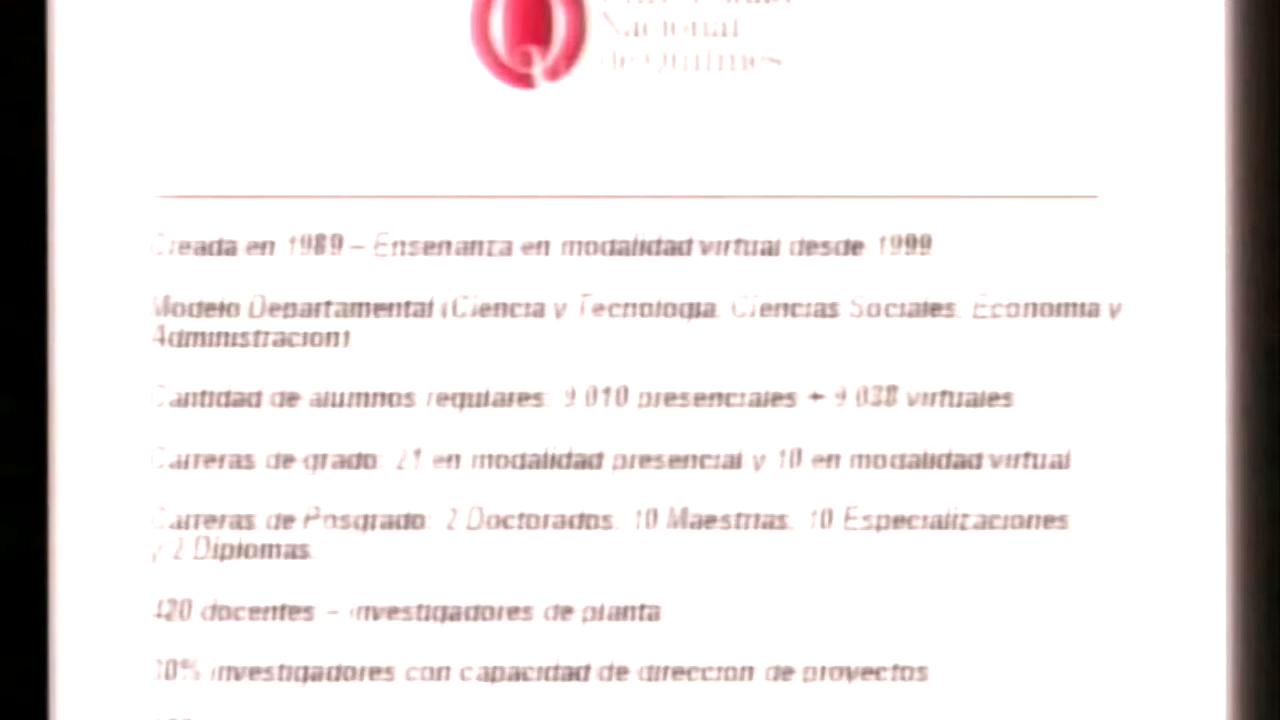 Nacional
de Quilmes
Creada en 1989 – Enseñanza en modalidad virtual desde 1999
Modelo Departamental (Ciencia y Tecnología, Ciencias Sociales, Economía y
Administración)
Cantidad de alumnos regulares: 9.010 presenciales + 9.038 virtuales
Carreras de grado: 21 en modalidad presencial y 10 en modalidad virtual
Carreras de Posgrado: 2 Doctorados, 10 Maestrías, 10 Especializaciones
y 2 Diplomas
420 docentes – investigadores de planta
investigadores con capacidad de dirección de proyectos